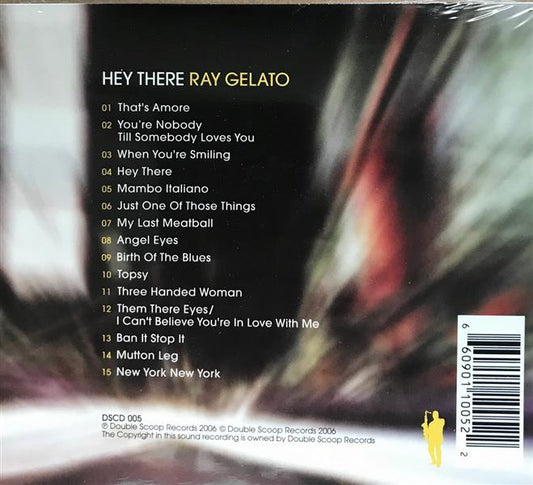 HEY THERE RAY GELATO
01 That's Amore
02 You're Nobody
Till Somebody Loves You
03 When You're Smiling
04 Hey There
05 Mambo Italiano
06 Just One Of Those Things
07 My Last Meatball
08 Angel Eyes
09 Birth Of The Blues
10 Topsy
11 Three Handed Woman
12 Them There Eyes/
I Can't Believe You're In Love With Me
13 Ban It Stop It
14 Mutton Leg
15 New York New York
DSCD 005
℗ Double Scoop Records 2006 © Double Scoop Records 2006
The Copyright in this sound recording is owned by Double Scoop Records
6 60901 10052 2